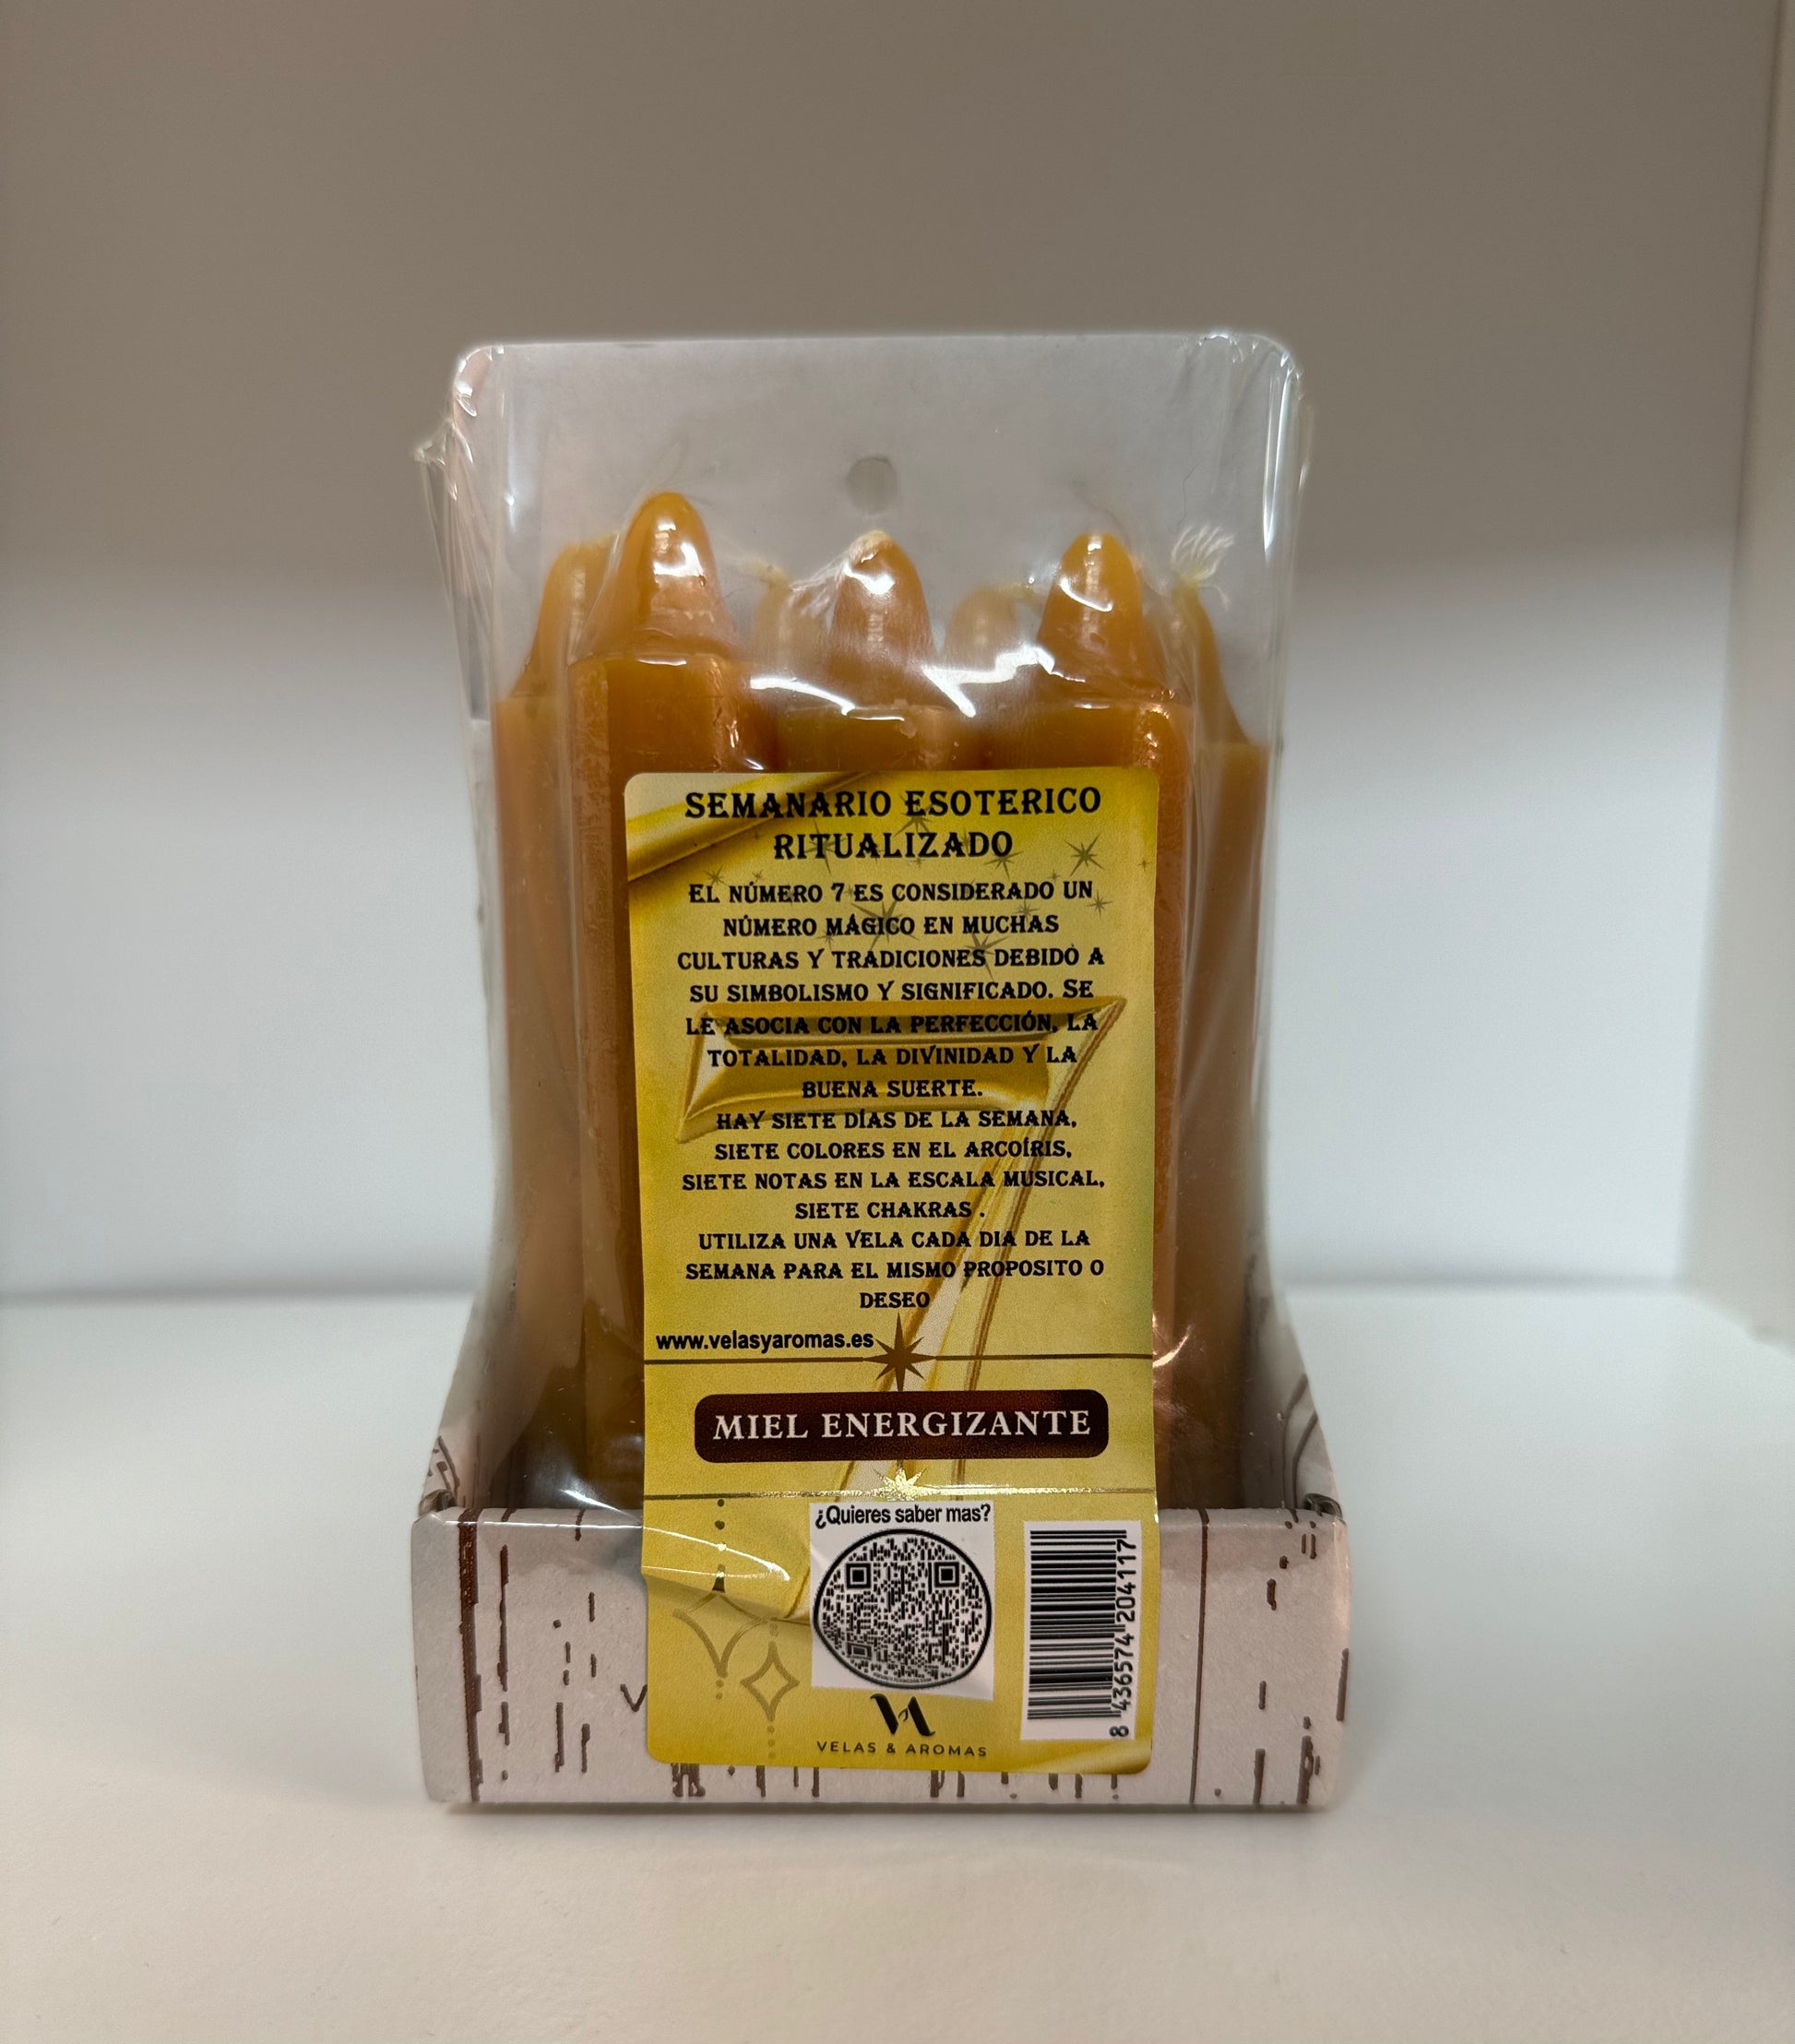 SEMANARIO ESOTERICO
RITUALIZADO
EL NÚMERO 7 ES CONSIDERADO UN
NÚMERO MÁGICO EN MUCHAS
CULTURAS Y TRADICIONES DEBIDO A
SU SIMBOLISMO Y SIGNIFICADO. SE
LE ASOCIA CON LA PERFECCIÓN, LA
TOTALIDAD, LA DIVINIDAD Y LA
BUENA SUERTE.
HAY SIETE DÍAS DE LA SEMANA,
SIETE COLORES EN EL ARCOÍRIS,
SIETE NOTAS EN LA ESCALA MUSICAL,
SIETE CHAKRAS .
UTILIZA UNA VELA CADA DIA DE LA
SEMANA PARA EL MISMO PROPOSITO O
DESEO
www.velasyaromas.es
MIEL ENERGIZANTE
¿Quieres saber mas?
8 436574 204117
VA
VELAS & AROMAS